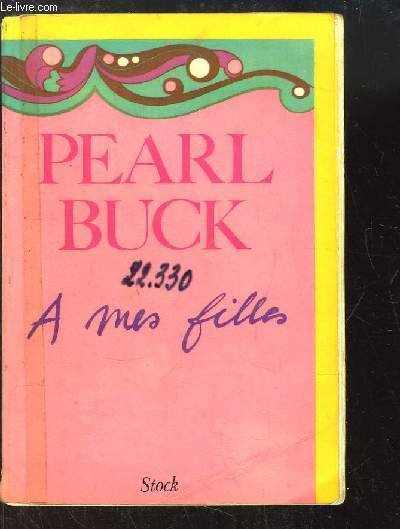 Le-livre.com
PEARL
BUCK
22.330
A mes filles
Stock